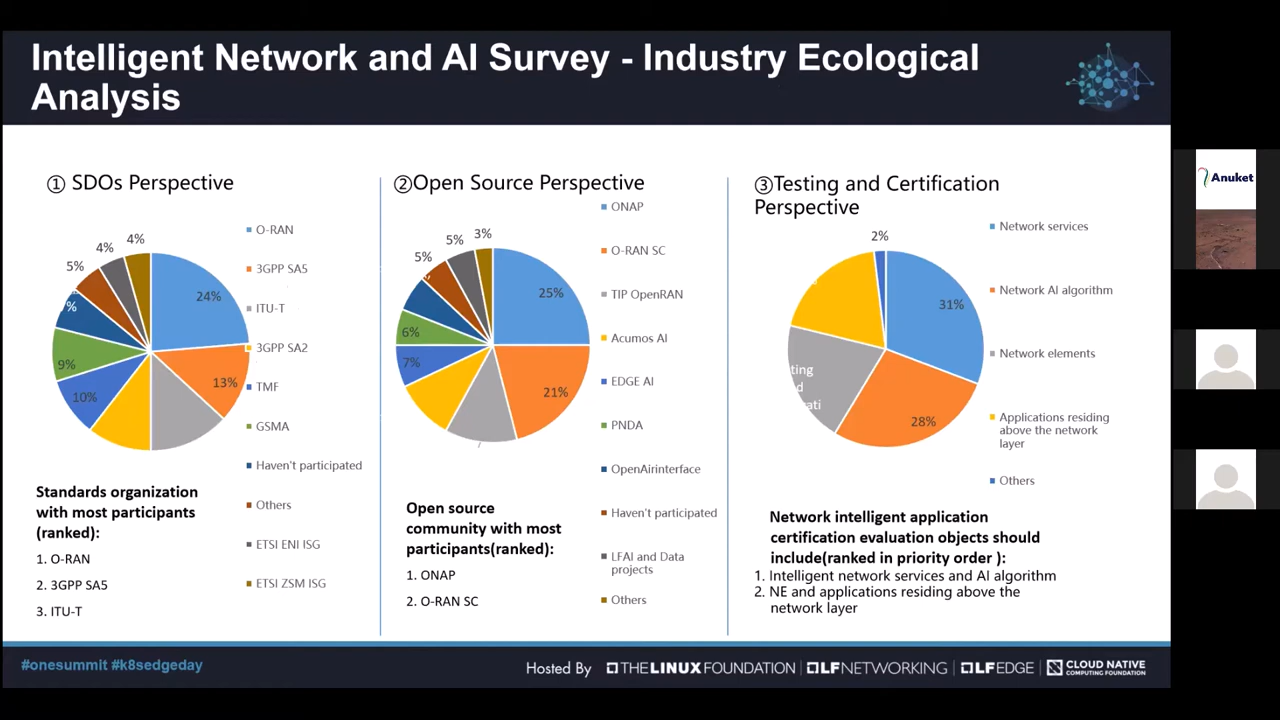 Intelligent Network and AI Survey - Industry Ecological
Analysis
Anuket
① SDOs Perspective
4%
4%
5%
%
24%
13%
9%
10%
O-RAN
3GPP SA5
ITU-T
3GPP SA2
TMF
GSMA
Haven't participated
Others
ETSI ENI ISG
ETSI ZSM ISG
Standards organization
with most participants
(ranked):
1. O-RAN
2. 3GPP SA5
3. ITU-T
②Open Source Perspective
3%
5%
5%
25%
6%
7%
21%
ONAP
O-RAN SC
TIP OpenRAN
Acumos AI
EDGE AI
PNDA
OpenAirinterface
Haven't participated
LFAI and Data
projects
Others
Open source
community with most
participants(ranked):
1. ONAP
2. O-RAN SC
③Testing and Certification
Perspective
2%
31%
28%
ting
d
ati
Network services
Network AI algorithm
Network elements
Applications residing
above the network
layer
Others
Network intelligent application
certification evaluation objects should
include(ranked in priority order ):
1. Intelligent network services and AI algorithm
2. NE and applications residing above the
network layer
#onesummit #k8sedgeday
Hosted By THE LINUX FOUNDATION LFNETWORKING LFEDGE CLOUD NATIVE
COMPUTING FOUNDATION